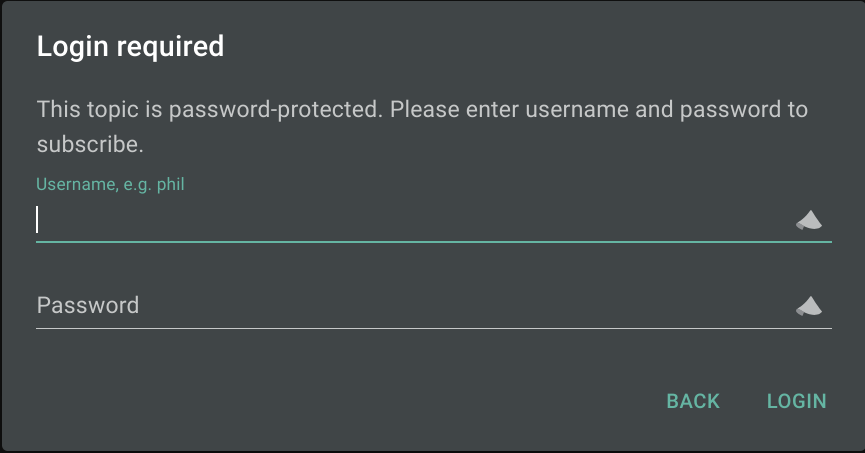 Login required
This topic is password-protected. Please enter username and password to
subscribe.
Username, e.g. phil
Password
BACK LOGIN